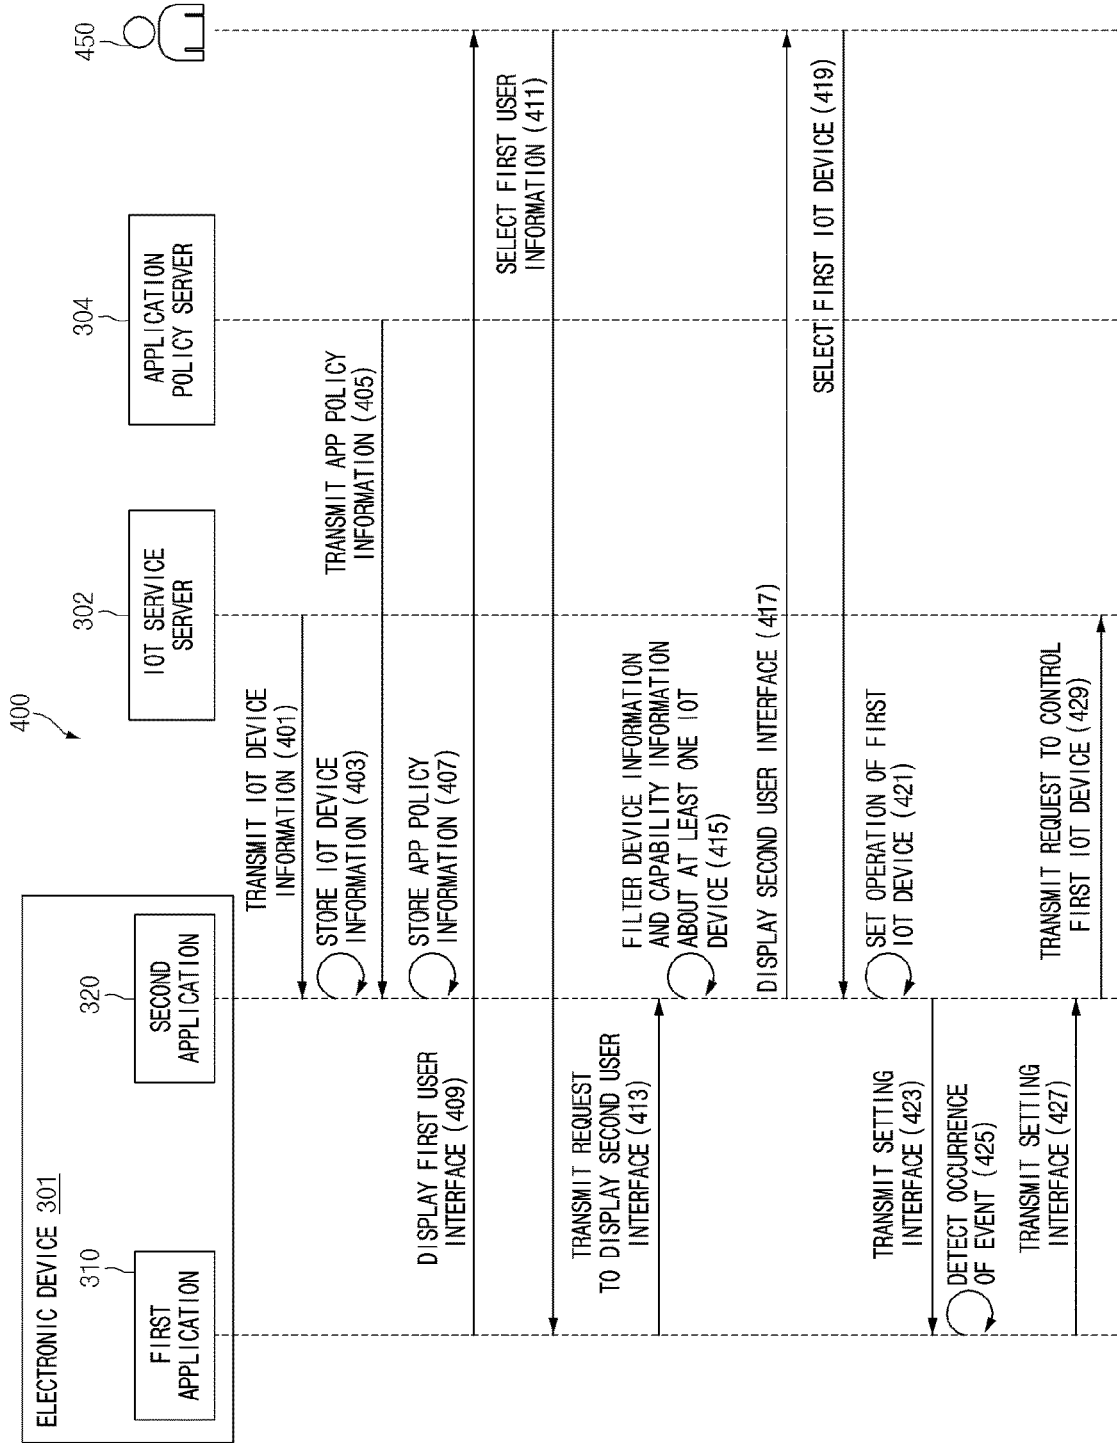 400
ELECTRONIC DEVICE 301
310
FIRST
APPLICATION
320
SECOND
APPLICATION
302
IOT SERVICE
SERVER
304
APPLICATION
POLICY SERVER
450
TRANSMIT IOT DEVICE
INFORMATION (401)
STORE IOT DEVICE
INFORMATION (403)
TRANSMIT APP POLICY
INFORMATION (405)
STORE APP POLICY
INFORMATION (407)
DISPLAY FIRST USER
INTERFACE (409)
SELECT FIRST USER
INFORMATION (411)
TRANSMIT REQUEST
TO DISPLAY SECOND USER
INTERFACE (413)
FILTER DEVICE INFORMATION
AND CAPABILITY INFORMATION
ABOUT AT LEAST ONE IOT
DEVICE (415)
DISPLAY SECOND USER INTERFACE (417)
SELECT FIRST IOT DEVICE (419)
SET OPERATION OF FIRST
IOT DEVICE (421)
TRANSMIT SETTING
INTERFACE (423)
DETECT OCCURRENCE
OF EVENT (425)
TRANSMIT SETTING
INTERFACE (427)
TRANSMIT REQUEST TO CONTROL
FIRST IOT DEVICE (429)